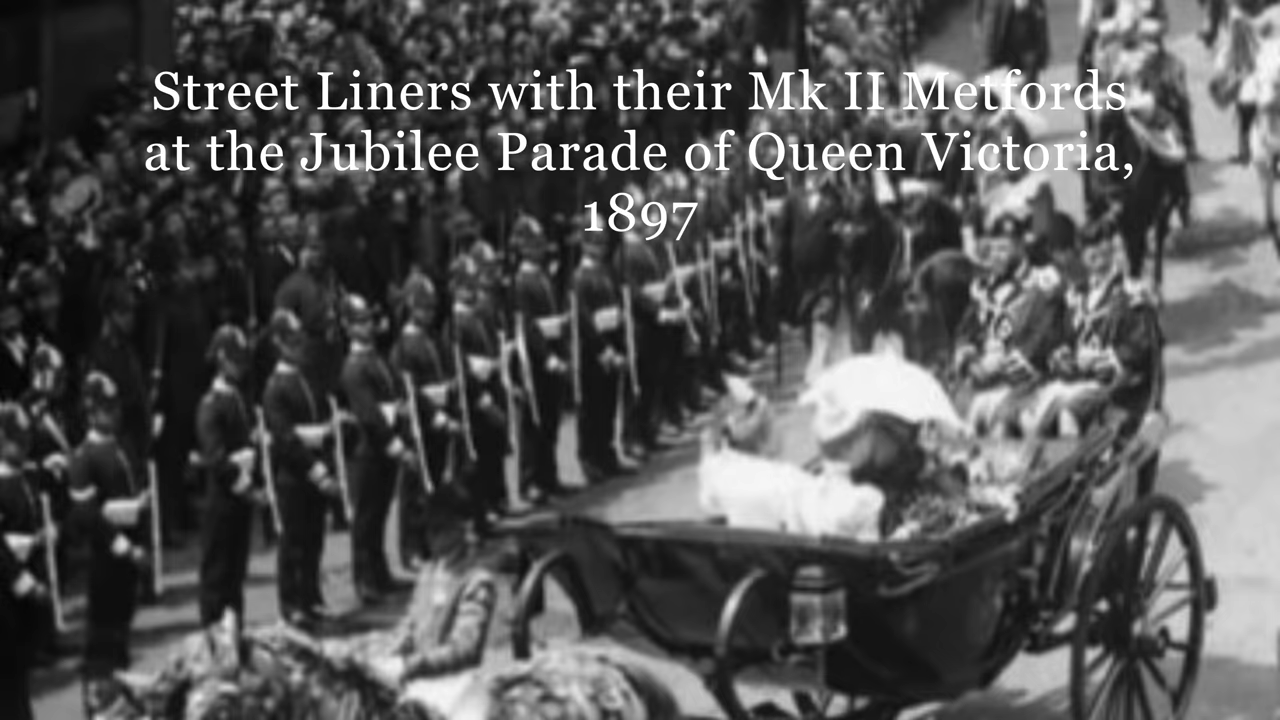 Street Liners with their Mk II Metfords
at the Jubilee Parade of Queen Victoria,
1897